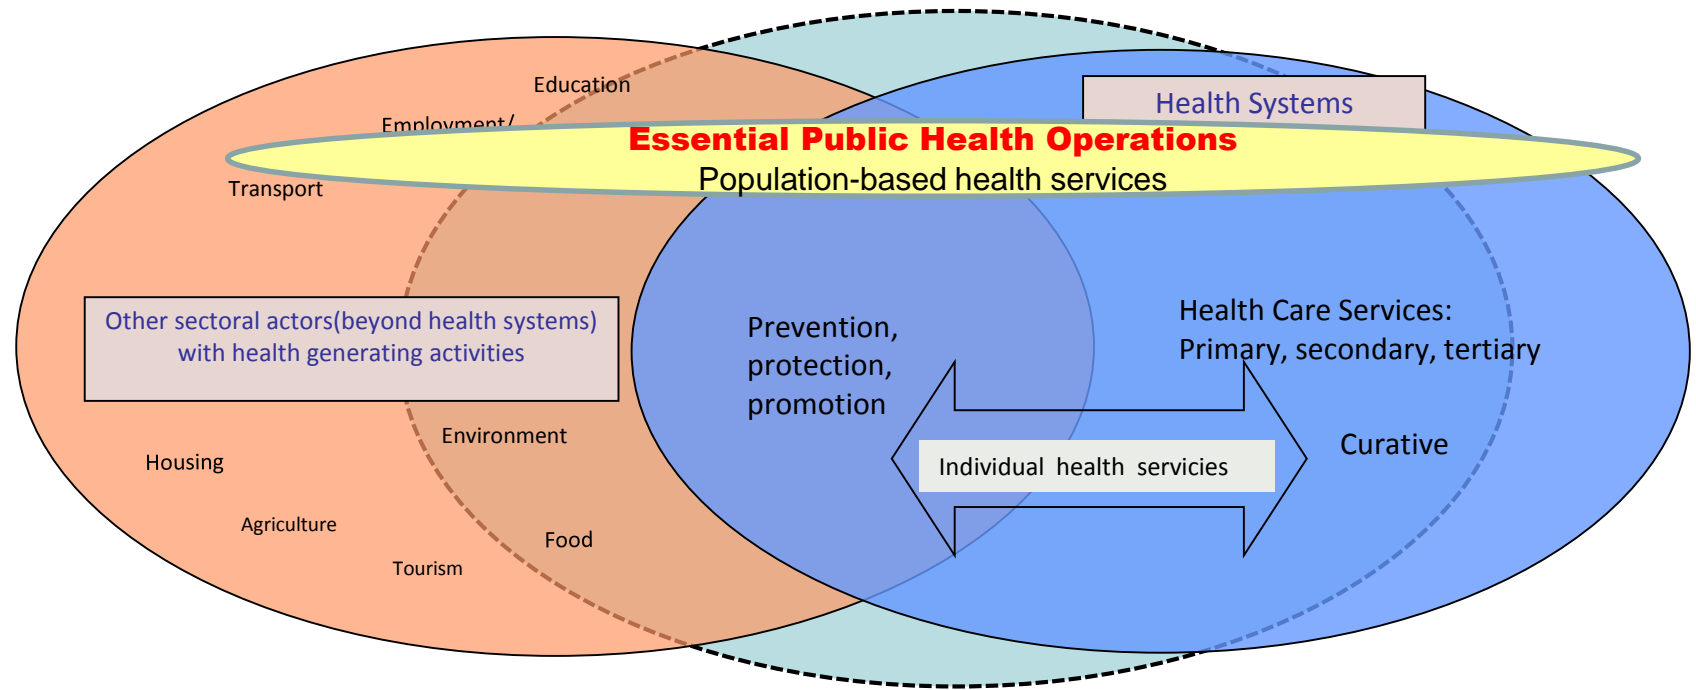 Education
Health Systems
Employment/
Essential Public Health Operations
Population-based health services
Transport
Other sectoral actors(beyond health systems)
with health generating activities
Prevention,
protection,
promotion
Health Care Services:
Primary, secondary, tertiary
Environment
Curative
Housing
Individual health servicies
Agriculture
Food
Tourism